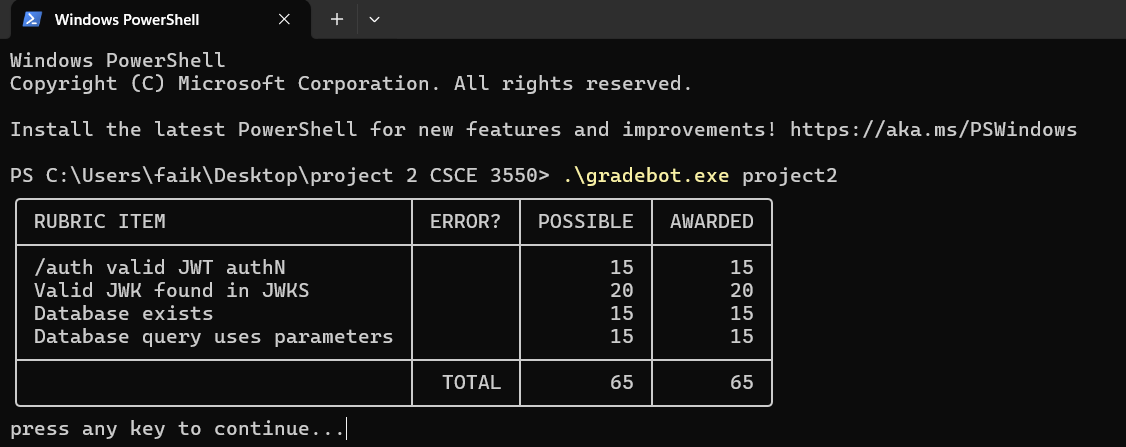 Windows PowerShell
Windows PowerShell
Copyright (C) Microsoft Corporation. All rights reserved.
Install the latest PowerShell for new features and improvements! https://aka.ms/PSWindows
PS C:\Users\faik\Desktop\project 2 CSCE 3550> .\gradebot.exe project2
RUBRIC ITEM ERROR? POSSIBLE AWARDED
/auth valid JWT authN 15 15
Valid JWK found in JWKS 20 20
Database exists 15 15
Database query uses parameters 15 15
TOTAL 65 65
press any key to continue...